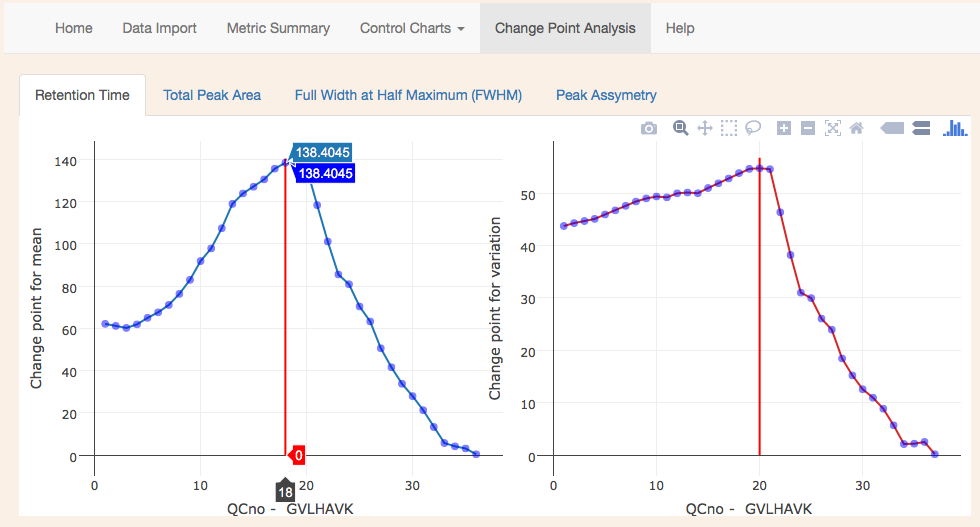 Home Data Import Metric Summary Control Charts Change Point Analysis Help
Retention Time Total Peak Area Full Width at Half Maximum (FWHM) Peak Assymetry
138.4045
138.4045
140
120
100
80
60
40
20
0
Change point for mean
0
0 10 20 30
18
QCno - GVLHAVK
50
40
30
20
10
0
Change point for variation
0 10 20 30
QCno - GVLHAVK